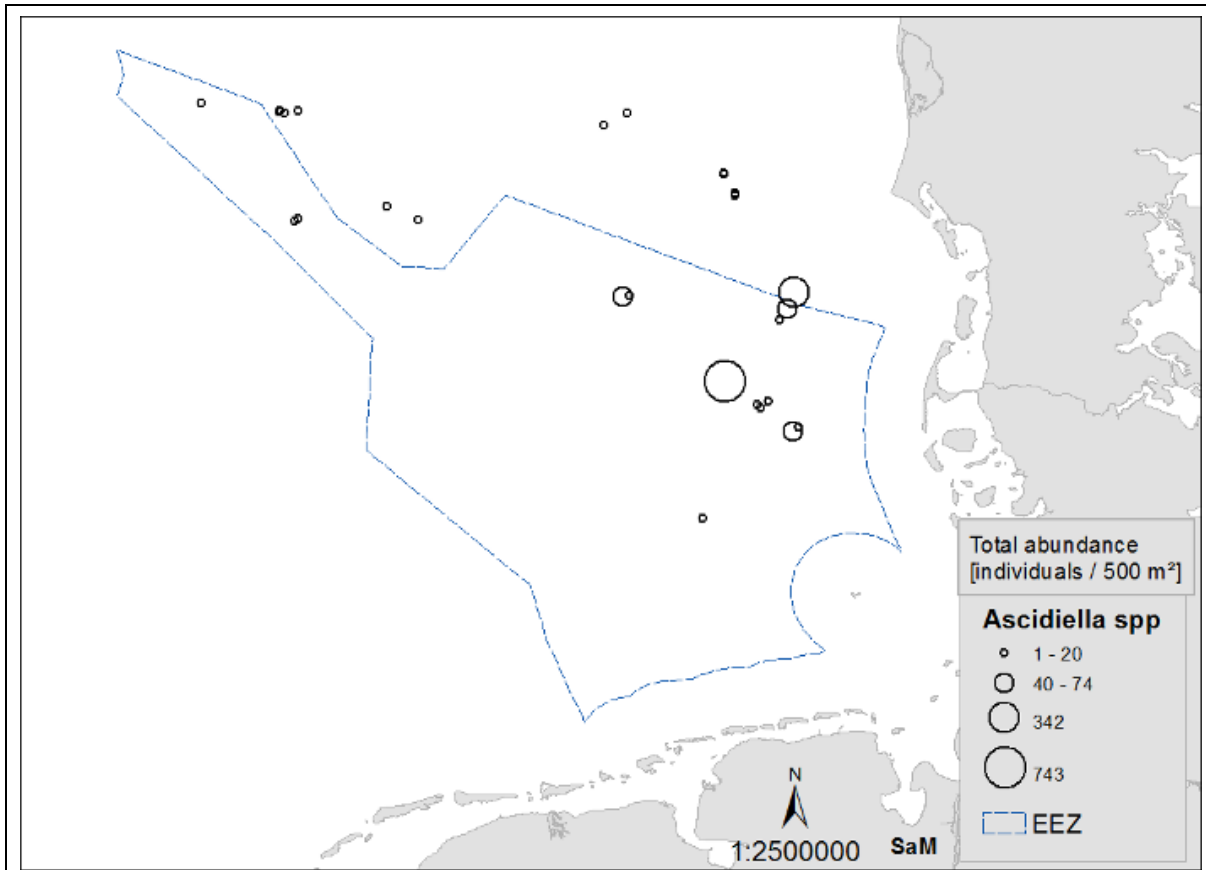 Total abundance
[individuals / 500 m²]
Ascidiella spp
1 - 20
40 - 74
342
743
EEZ
N
1:2500000
SaM